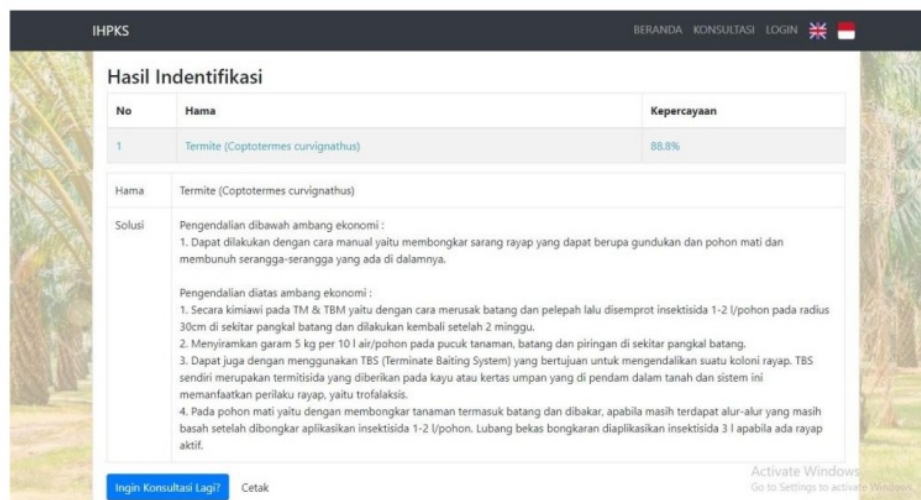 IHPKS
BERANDA KONSULTASI LOGIN
Hasil Indentifikasi
No Hama Kepercayaan
1 Termite (Coptotermes curvignathus) 88.8%
Hama Termite (Coptotermes curvignathus)
Solusi Pengendalian dibawah ambang ekonomi :
1. Dapat dilakukan dengan cara manual yaitu membongkar sarang rayap yang dapat berupa gundukan dan pohon mati dan
membunuh serangga-serangga yang ada di dalamnya.
Pengendalian diatas ambang ekonomi :
1. Secara kimiawi pada TM & TBM yaitu dengan cara merusak batang dan pelepah lalu disemprot insektisida 1-2 l/pohon pada radius
30cm di sekitar pangkal batang dan dilakukan kembali setelah 2 minggu.
2. Menyiramkan garam 5 kg per 10 l air/pohon pada pucuk tanaman, batang dan piringan di sekitar pangkal batang.
3. Dapat juga dengan menggunakan TBS (Terminate Baiting System) yang bertujuan untuk mengendalikan suatu koloni rayap. TBS
sendiri merupakan termitisida yang diberikan pada kayu atau kertas umpan yang di pendam dalam tanah dan sistem ini
memanfaatkan perilaku rayap, yaitu trofalaksis.
4. Pada pohon mati yaitu dengan membongkar tanaman termasuk batang dan dibakar, apabila masih terdapat alur-alur yang masih
basah setelah dibongkar aplikasikan insektisida 1-2 l/pohon. Lubang bekas bongkaran diaplikasikan insektisida 3 l apabila ada rayap
aktif.
Ingin Konsultasi Lagi? Cetak
Activate Windows
Go to Settings to activate Windows.